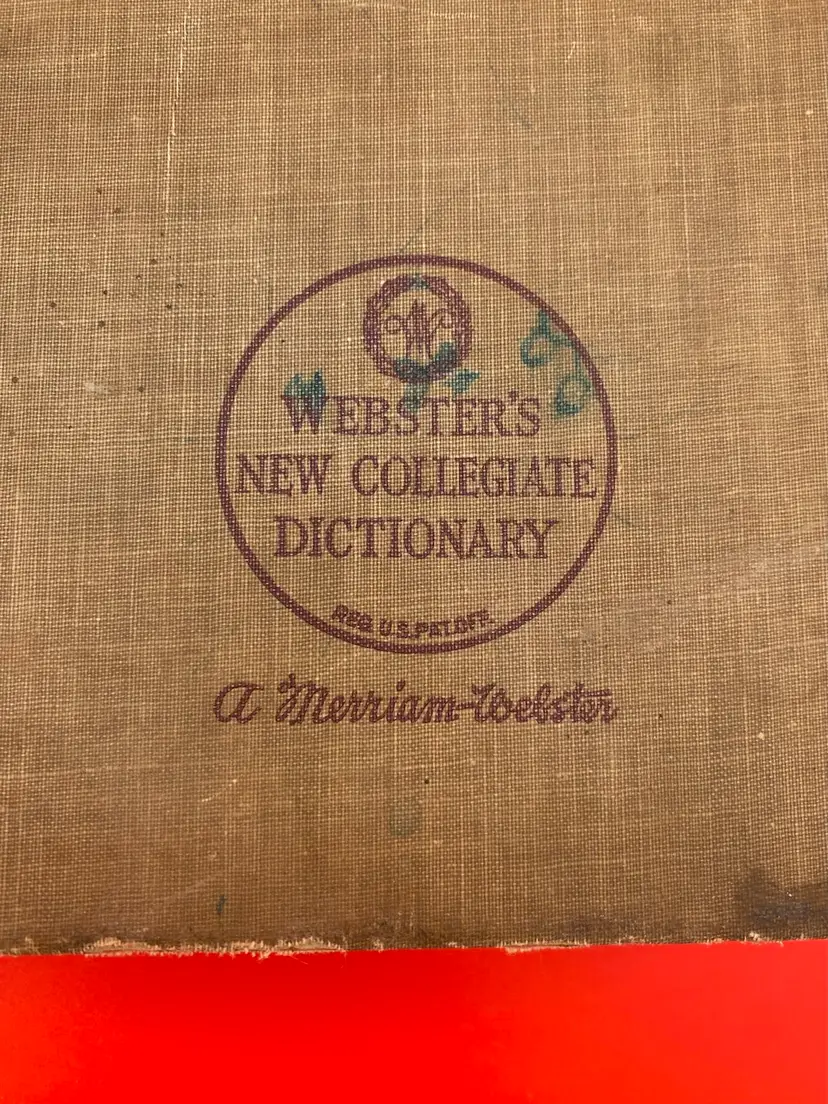 WEBSTER'S
NEW COLLEGIATE
DICTIONARY
REG. U.S. PAT. OFF.
A Merriam-Webster